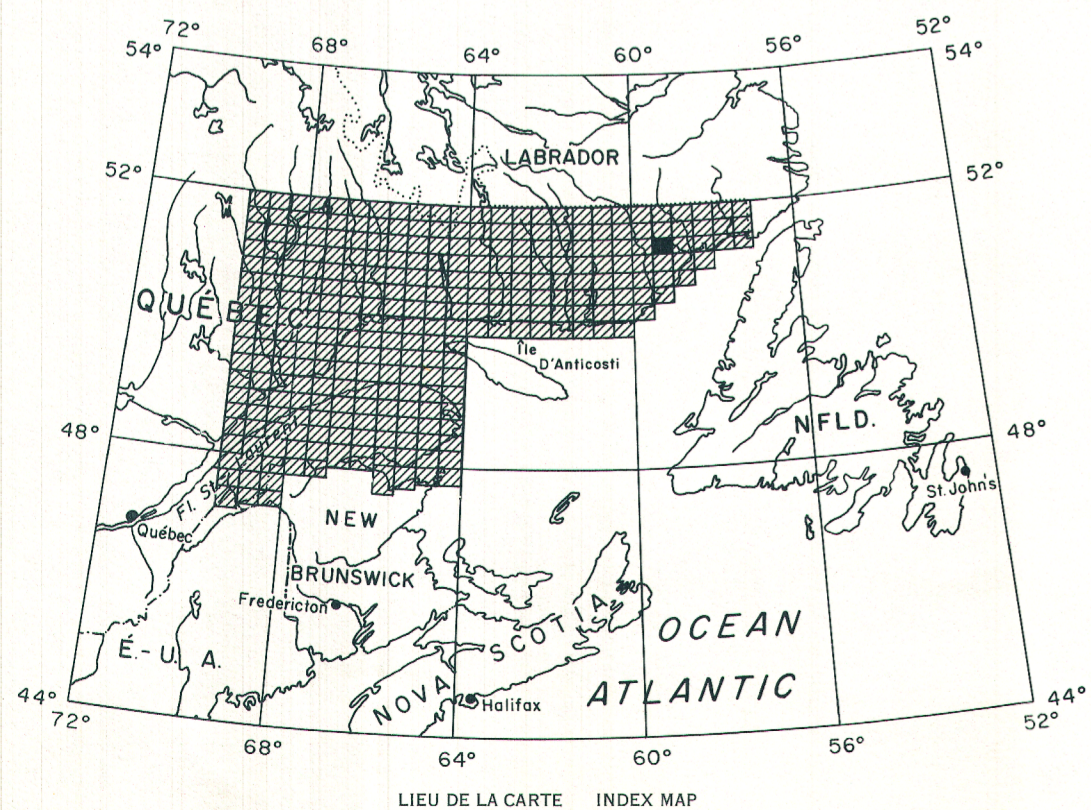 72° 68° 64° 60° 56° 52°
54° 54°
LABRADOR
52° 52°
QUÉBEC
Île
D'Anticosti
NFLD.
48° 48°
Fl. St. Laurent
St. John's
Québec
NEW
BRUNSWICK
Fredericton
NOVA SCOTIA
OCEAN
É.-U. A.
ATLANTIC
Halifax
44° 44°
72° 68° 64° 60° 56° 52°
LIEU DE LA CARTE INDEX MAP